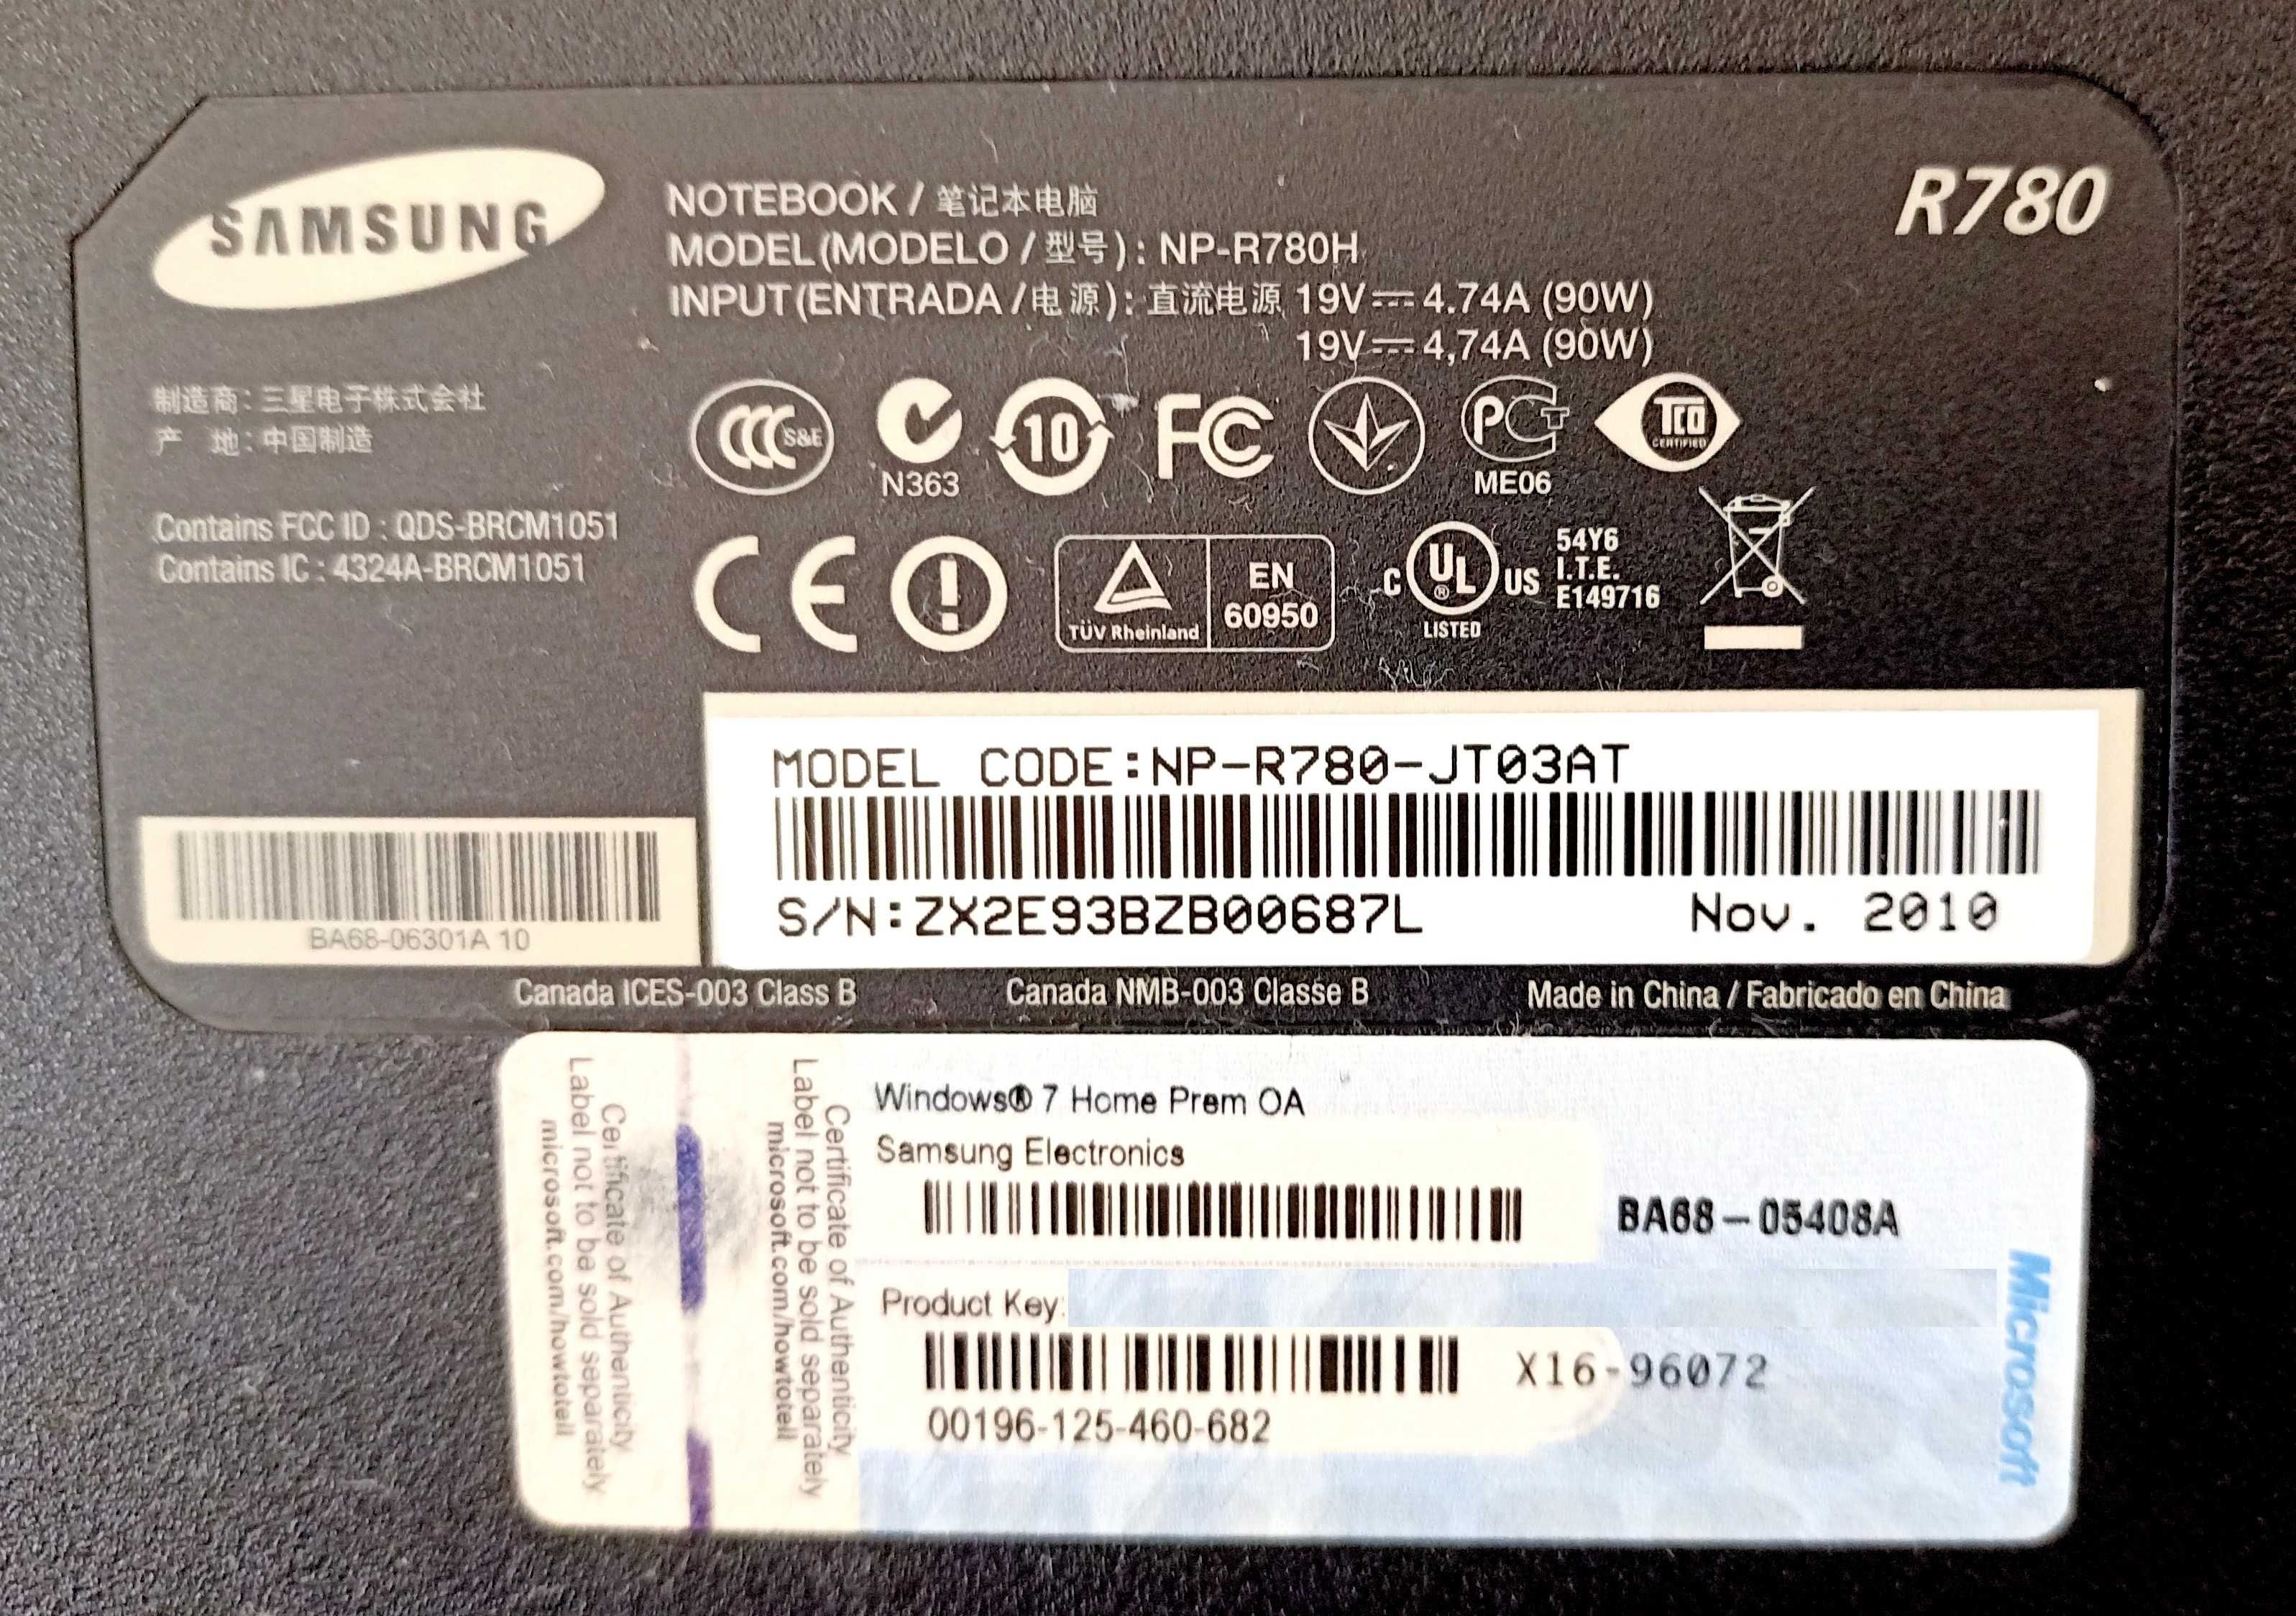 SAMSUNG
R780
NOTEBOOK / 笔记本电脑
MODEL(MODELO / 型号) : NP-R780H
INPUT(ENTRADA / 电源) : 直流电源 19V⎓4.74A (90W)
19V⎓4,74A (90W)
制造商: 三星电子株式会社
产 地: 中国制造
Contains FCC ID : QDS-BRCM1051
Contains IC : 4324A-BRCM1051
CCC S&E
N363
10
FC
PCT
ME06
TCO
CERTIFIED
CE
!
TÜV Rheinland
EN
60950
C UL ® US
LISTED
54Y6
I.T.E.
E149716
MODEL CODE:NP-R780-JT03AT
S/N:ZX2E93BZB00687L Nov. 2010
BA68-06301A 10
Canada ICES-003 Class B Canada NMB-003 Classe B Made in China / Fabricado en China
Certificate of Authenticity
Label not to be sold separately
microsoft.com/howtotell
Certificate of Authenticity
Label not to be sold separately
microsoft.com/howtotell
Windows® 7 Home Prem OA
Samsung Electronics
BA68-05408A
Product Key:
X16-96072
00196-125-460-682
Microsoft